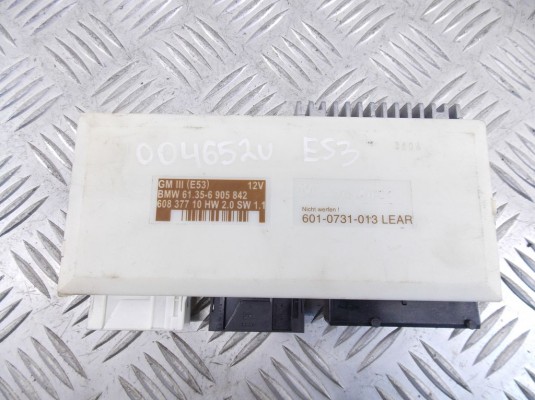 004652U E53
GM III (E53) 12V
BMW 61.35-6 905 842
608 377 10 HW 2.0 SW 1.1
Nicht werfen !
601-0731-013 LEAR